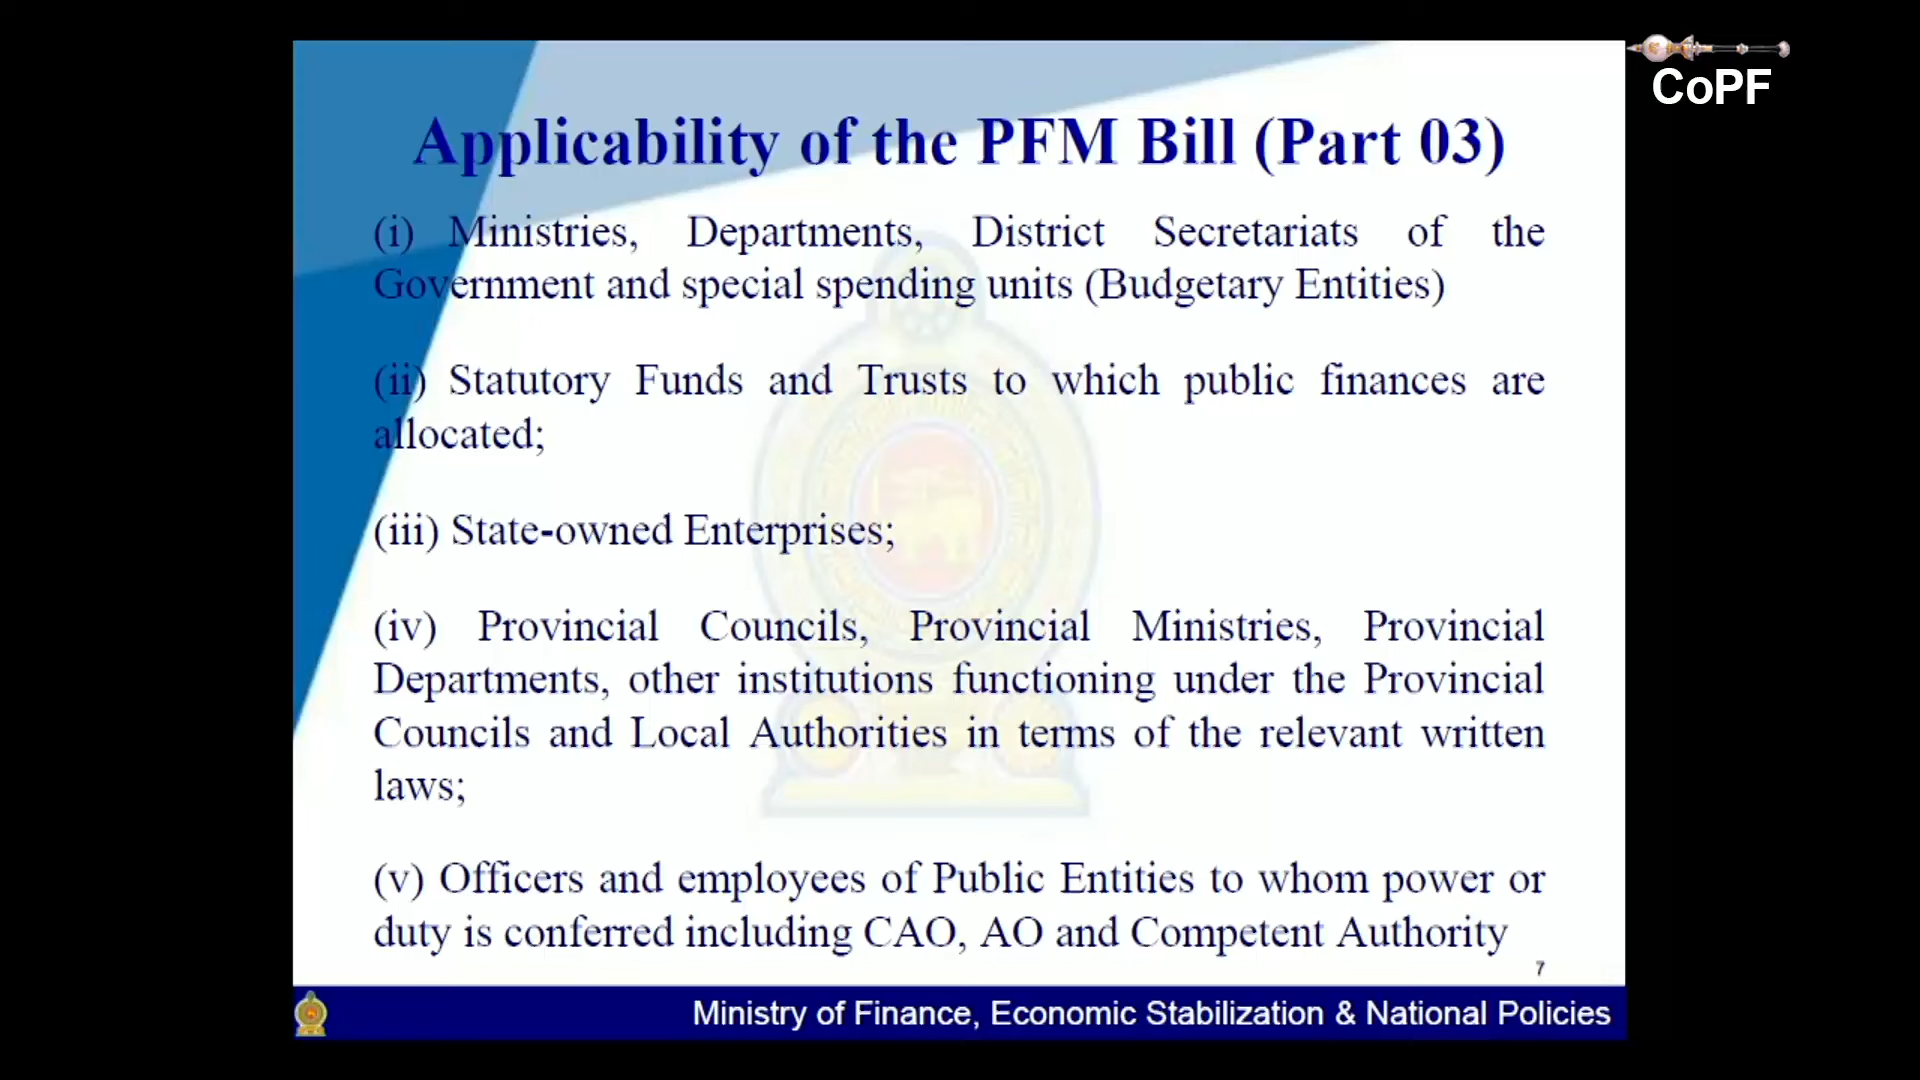 CoPF
Applicability of the PFM Bill (Part 03)
(i) Ministries, Departments, District Secretariats of the
Government and special spending units (Budgetary Entities)
(ii) Statutory Funds and Trusts to which public finances are
allocated;
(iii) State-owned Enterprises;
(iv) Provincial Councils, Provincial Ministries, Provincial
Departments, other institutions functioning under the Provincial
Councils and Local Authorities in terms of the relevant written
laws;
(v) Officers and employees of Public Entities to whom power or
duty is conferred including CAO, AO and Competent Authority
7
Ministry of Finance, Economic Stabilization & National Policies